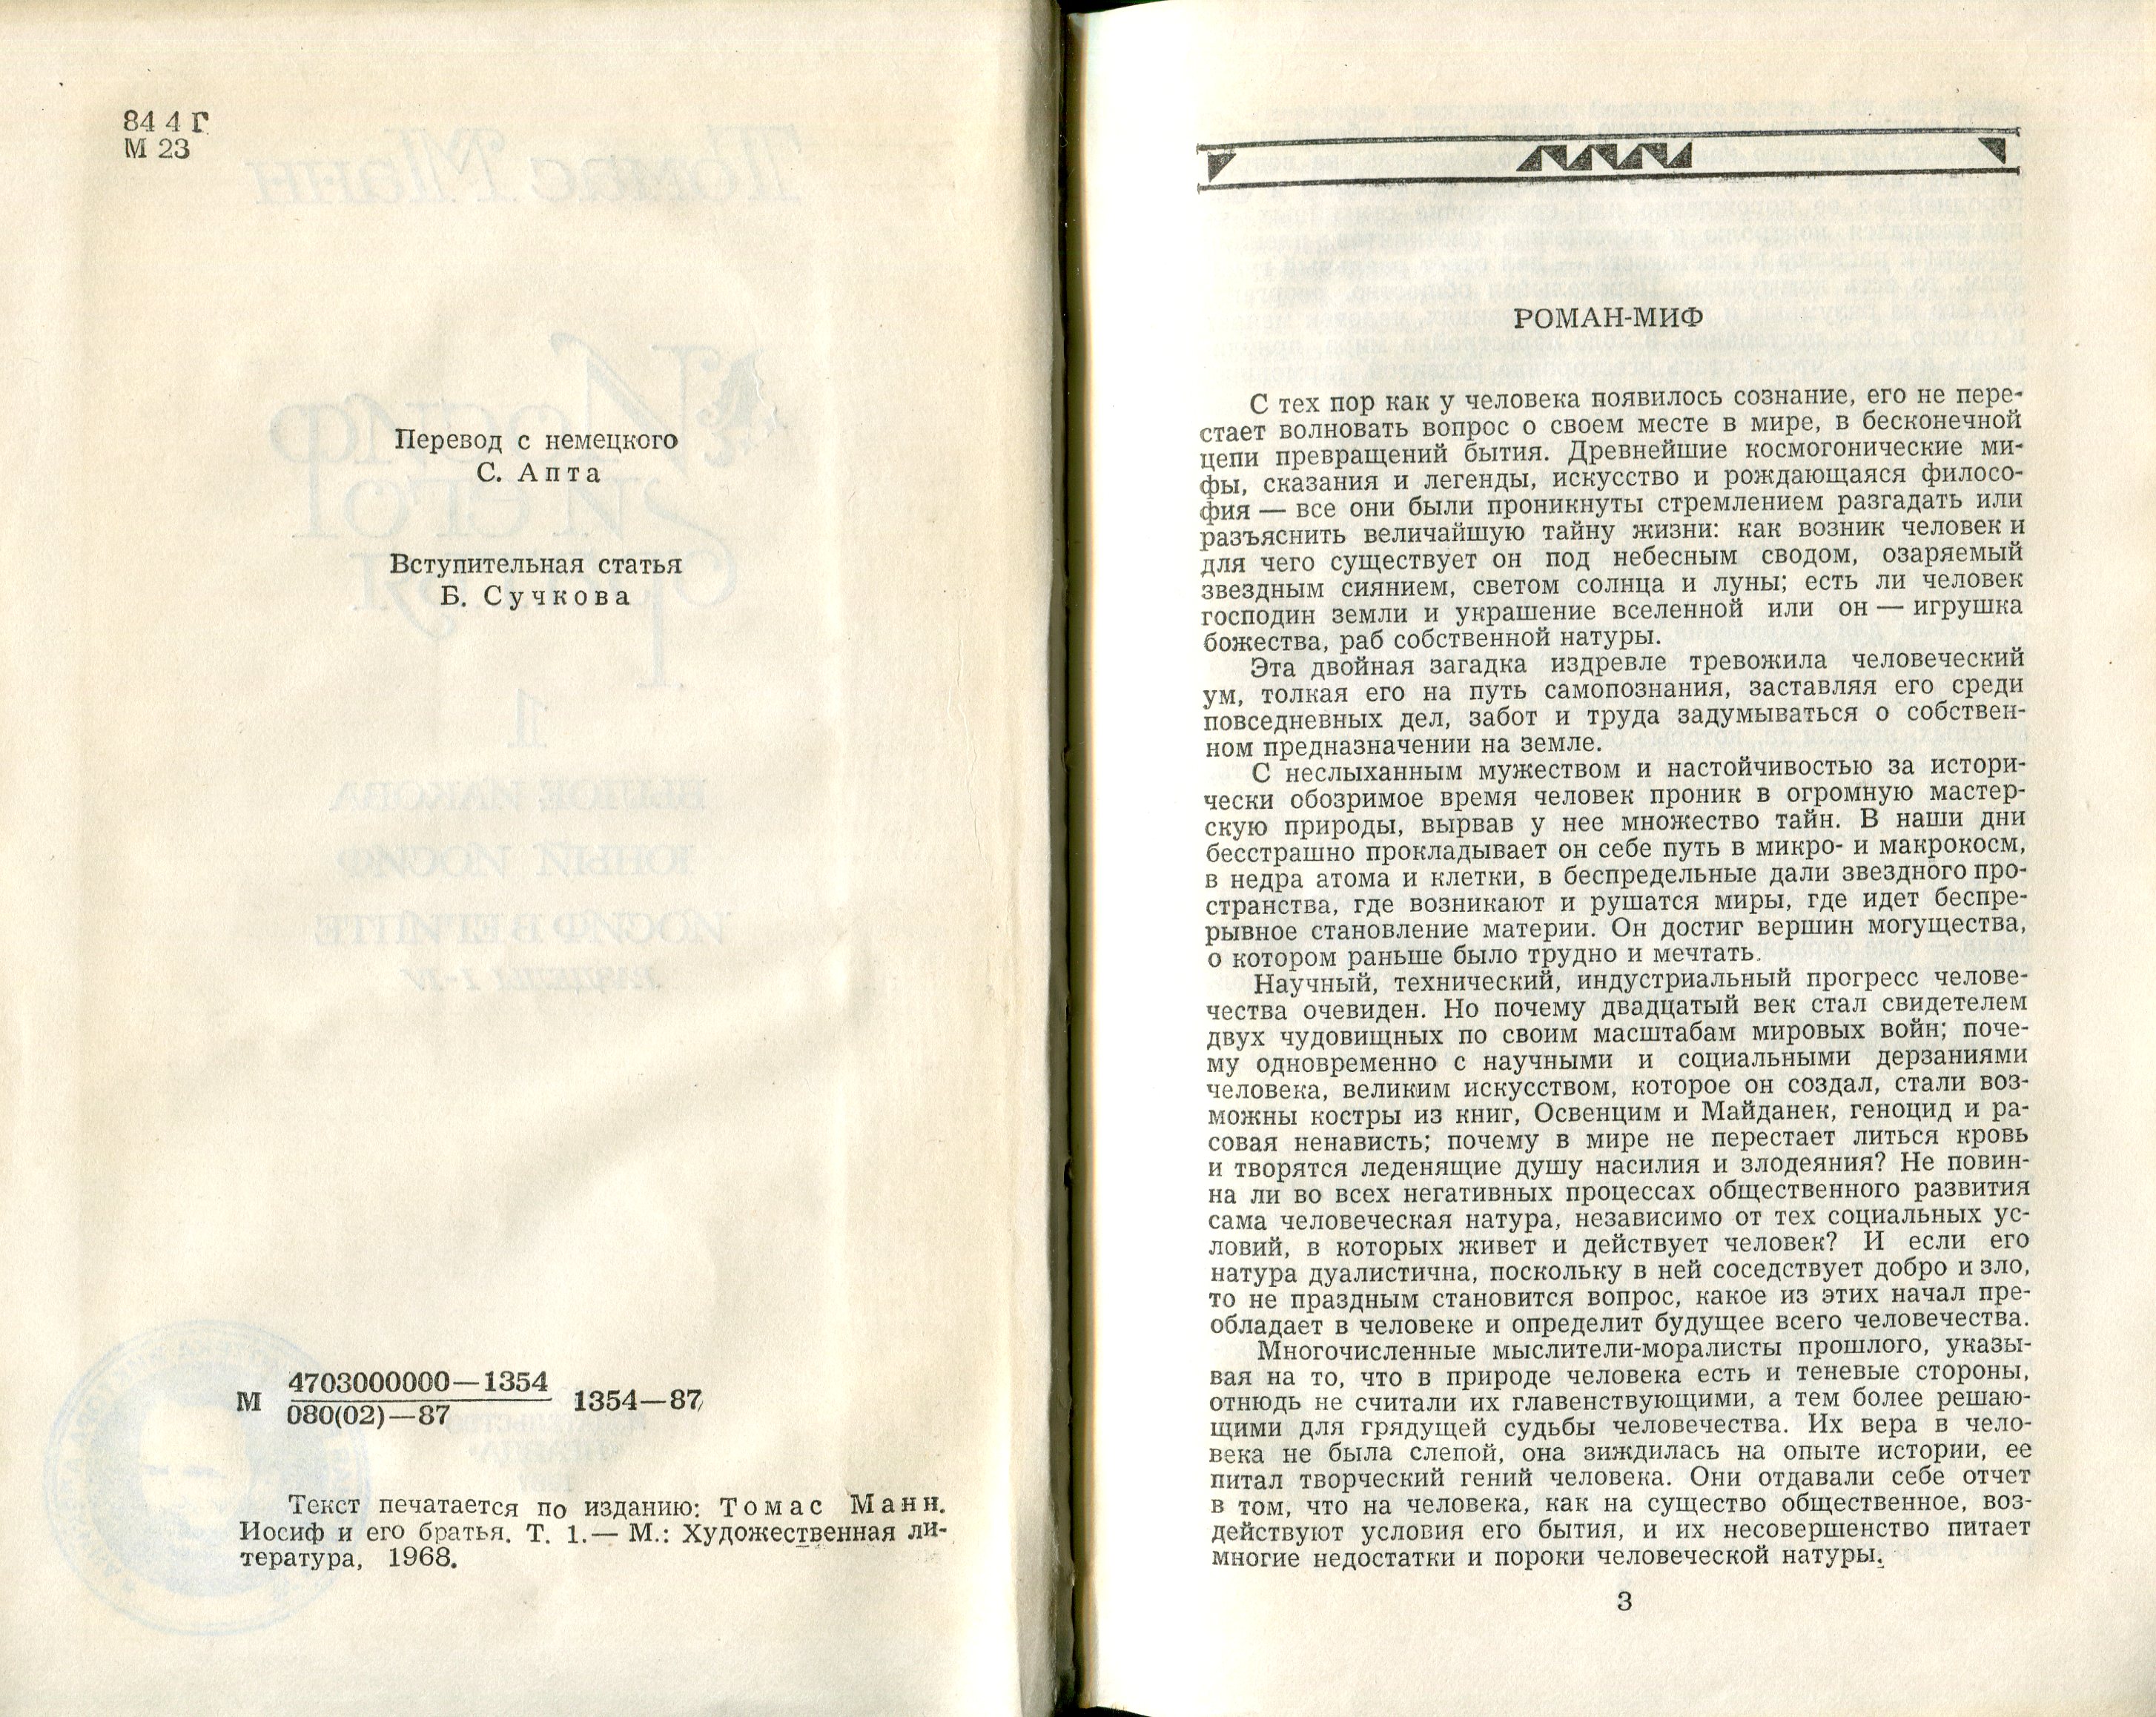 84 4 Г
М 23
Перевод с немецкого
С. Апта
Вступительная статья
Б. Сучкова
М 4703000000—1354 1354—87
080(02)—87
Текст печатается по изданию: Томас Манн.
Иосиф и его братья. Т. 1.— М.: Художественная ли-
тература, 1968.
РОМАН-МИФ
С тех пор как у человека появилось сознание, его не пере-
стает волновать вопрос о своем месте в мире, в бесконечной
цепи превращений бытия. Древнейшие космогонические ми-
фы, сказания и легенды, искусство и рождающаяся филосо-
фия — все они были проникнуты стремлением разгадать или
разъяснить величайшую тайну жизни: как возник человек и
для чего существует он под небесным сводом, озаряемый
звездным сиянием, светом солнца и луны; есть ли человек
господин земли и украшение вселенной или он — игрушка
божества, раб собственной натуры.
Эта двойная загадка издревле тревожила человеческий
ум, толкая его на путь самопознания, заставляя его среди
повседневных дел, забот и труда задумываться о собствен-
ном предназначении на земле.
С неслыханным мужеством и настойчивостью за истори-
чески обозримое время человек проник в огромную мастер-
скую природы, вырвав у нее множество тайн. В наши дни
бесстрашно прокладывает он себе путь в микро- и макрокосм,
в недра атома и клетки, в беспредельные дали звездного про-
странства, где возникают и рушатся миры, где идет беспре-
рывное становление материи. Он достиг вершин могущества,
о котором раньше было трудно и мечтать.
Научный, технический, индустриальный прогресс челове-
чества очевиден. Но почему двадцатый век стал свидетелем
двух чудовищных по своим масштабам мировых войн; поче-
му одновременно с научными и социальными дерзаниями
человека, великим искусством, которое он создал, стали воз-
можны костры из книг, Освенцим и Майданек, геноцид и ра-
совая ненависть; почему в мире не перестает литься кровь
и творятся леденящие душу насилия и злодеяния? Не повин-
на ли во всех негативных процессах общественного развития
сама человеческая натура, независимо от тех социальных ус-
ловий, в которых живет и действует человек? И если его
натура дуалистична, поскольку в ней соседствует добро и зло,
то не праздным становится вопрос, какое из этих начал пре-
обладает в человеке и определит будущее всего человечества.
Многочисленные мыслители-моралисты прошлого, указы-
вая на то, что в природе человека есть и теневые стороны,
отнюдь не считали их главенствующими, а тем более решаю-
щими для грядущей судьбы человечества. Их вера в чело-
века не была слепой, она зиждилась на опыте истории, ее
питал творческий гений человека. Они отдавали себе отчет
в том, что на человека, как на существо общественное, воз-
действуют условия его бытия, и их несовершенство питает
многие недостатки и пороки человеческой натуры.
3